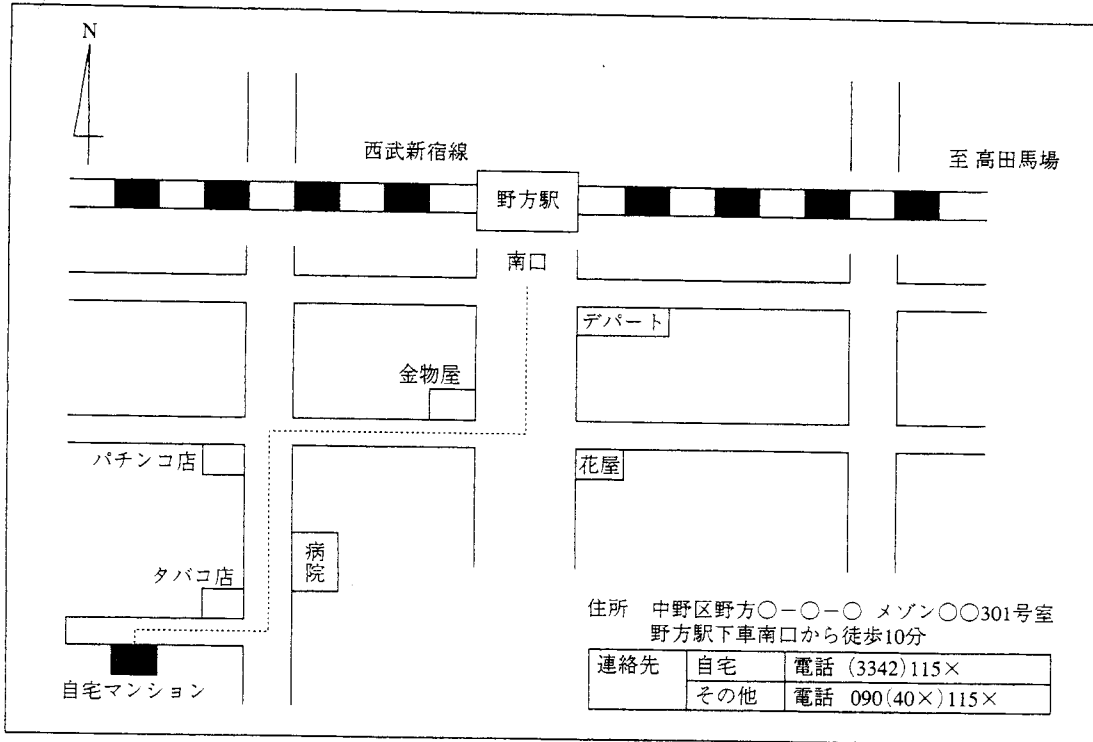 N
西武新宿線
至 高田馬場
野方駅
南口
デパート
金物屋
パチンコ店
花屋
病院
タバコ店
自宅マンション
住所 中野区野方○－○－○ メゾン○○301号室
野方駅下車南口から徒歩10分
連絡先 自宅 電話 (3342)115×
その他 電話 090(40×)115×